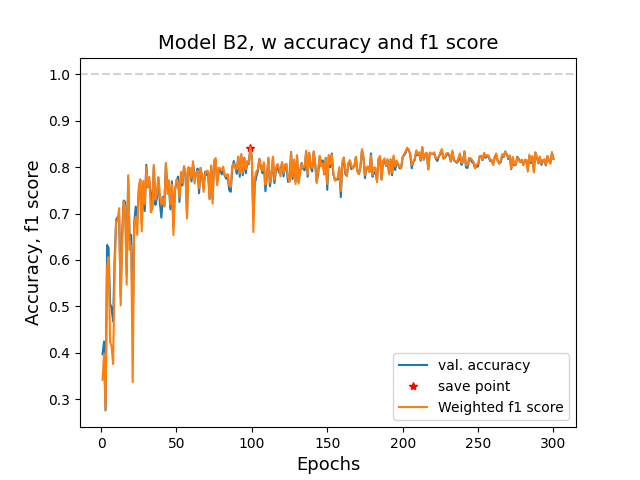 Model B2, w accuracy and f1 score
Accuracy, f1 score
1.0
0.9
0.8
0.7
0.6
0.5
0.4
0.3
val. accuracy
save point
Weighted f1 score
0
50
100
150
200
250
300
Epochs